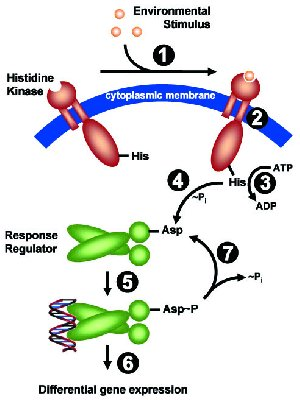 Environmental
Stimulus
1
Histidine
Kinase
cytoplasmic membrane
2
His
His
3
ATP
ADP
4
~Pi
Response
Regulator
Asp
7
5
~Pi
Asp~P
6
Differential gene expression